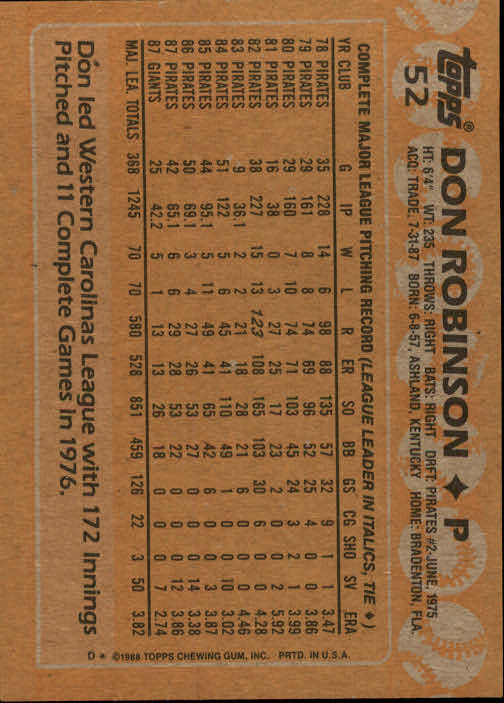 topps® DON ROBINSON ♦ P
52
HT: 6'4" WT: 235 THROWS: RIGHT BATS: RIGHT DRFT: PIRATES #2-JUNE, 1975
ACQ: TRADE, 7-31-87 BORN: 6-8-57, ASHLAND, KENTUCKY HOME: BRADENTON, FLA.
COMPLETE MAJOR LEAGUE PITCHING RECORD (LEAGUE LEADER IN ITALICS, TIE ♦)
YR CLUB G IP W L R ER SO BB GS CG SHO SV ERA
78 PIRATES 35 228 14 6 98 88 135 57 32 9 1 1 3.47
79 PIRATES 29 161 8 8 74 69 96 52 25 4 0 0 3.86
80 PIRATES 29 160 7 10 74 71 103 45 24 3 2 1 3.99
81 PIRATES 16 38 0 3 27 25 17 23 2 0 0 2 5.92
82 PIRATES 38 227 15 13 123 108 165 103 30 6 0 0 4.28
83 PIRATES 9 36.1 2 2 21 18 28 21 6 0 0 0 4.46
84 PIRATES 51 122 5 6 45 41 110 49 1 0 0 10 3.02
85 PIRATES 44 95.1 5 11 49 41 65 42 6 0 0 3 3.87
86 PIRATES 50 69.1 3 4 27 26 53 27 0 0 0 14 3.38
87 PIRATES 42 65.1 6 6 29 28 53 22 0 0 0 12 3.86
87 GIANTS 25 42.2 5 1 13 13 26 18 0 0 0 7 2.74
MAJ. LEA. TOTALS 368 1245 70 70 580 528 851 459 126 22 3 50 3.82
D * ©1988 TOPPS CHEWING GUM, INC. PRTD. IN U.S.A.
Don led Western Carolinas League with 172 Innings
Pitched and 11 Complete Games in 1976.